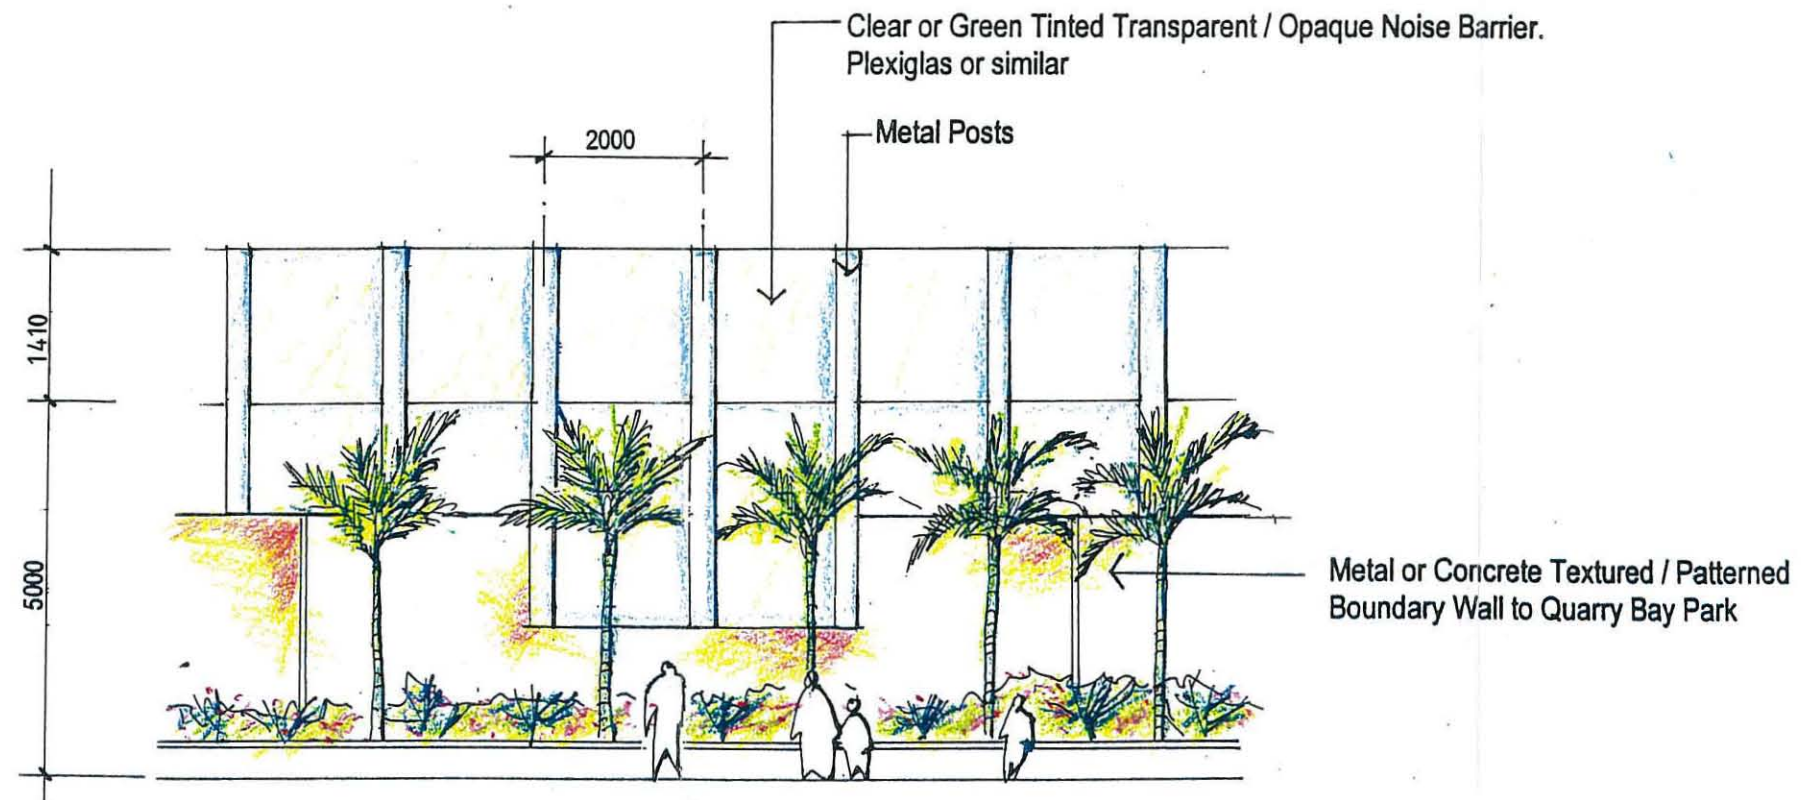 Clear or Green Tinted Transparent / Opaque Noise Barrier.
Plexiglas or similar
Metal Posts
2000
1410
5000
Metal or Concrete Textured / Patterned
Boundary Wall to Quarry Bay Park